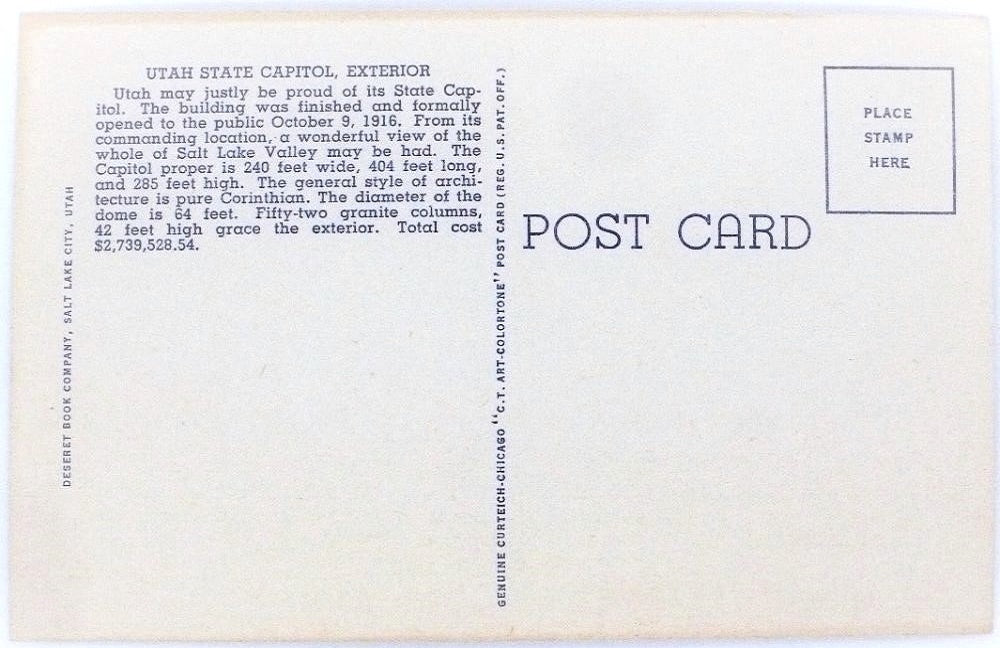 UTAH STATE CAPITOL, EXTERIOR
Utah may justly be proud of its State Cap-
itol. The building was finished and formally
opened to the public October 9, 1916. From its
commanding location, a wonderful view of the
whole of Salt Lake Valley may be had. The
Capitol proper is 240 feet wide, 404 feet long,
and 285 feet high. The general style of archi-
tecture is pure Corinthian. The diameter of the
dome is 64 feet. Fifty-two granite columns,
42 feet high grace the exterior. Total cost
$2,739,528.54.
DESERET BOOK COMPANY, SALT LAKE CITY, UTAH
GENUINE CURTEICH-CHICAGO "C.T. ART-COLORTONE" POST CARD (REG. U.S. PAT. OFF.)
POST CARD
PLACE
STAMP
HERE